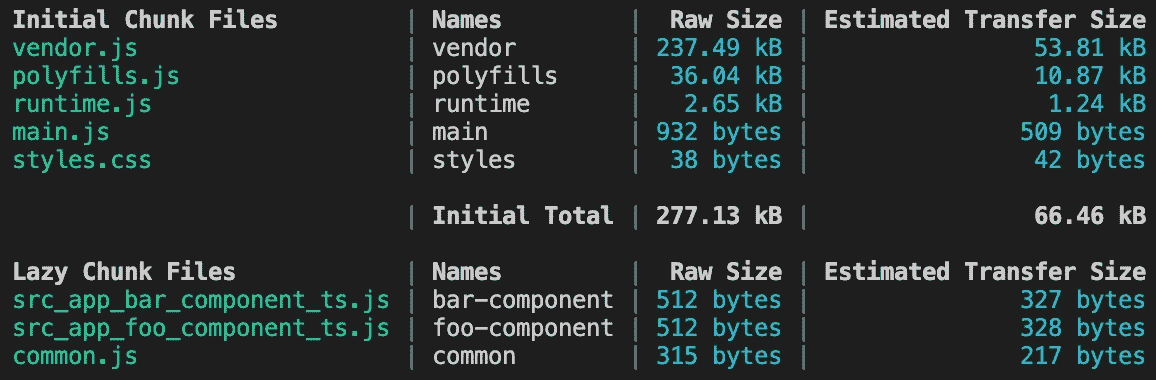 Initial Chunk Files | Names | Raw Size | Estimated Transfer Size
vendor.js | vendor | 237.49 kB | 53.81 kB
polyfills.js | polyfills | 36.04 kB | 10.87 kB
runtime.js | runtime | 2.65 kB | 1.24 kB
main.js | main | 932 bytes | 509 bytes
styles.css | styles | 38 bytes | 42 bytes
| Initial Total | 277.13 kB | 66.46 kB
Lazy Chunk Files | Names | Raw Size | Estimated Transfer Size
src_app_bar_component_ts.js | bar-component | 512 bytes | 327 bytes
src_app_foo_component_ts.js | foo-component | 512 bytes | 328 bytes
common.js | common | 315 bytes | 217 bytes